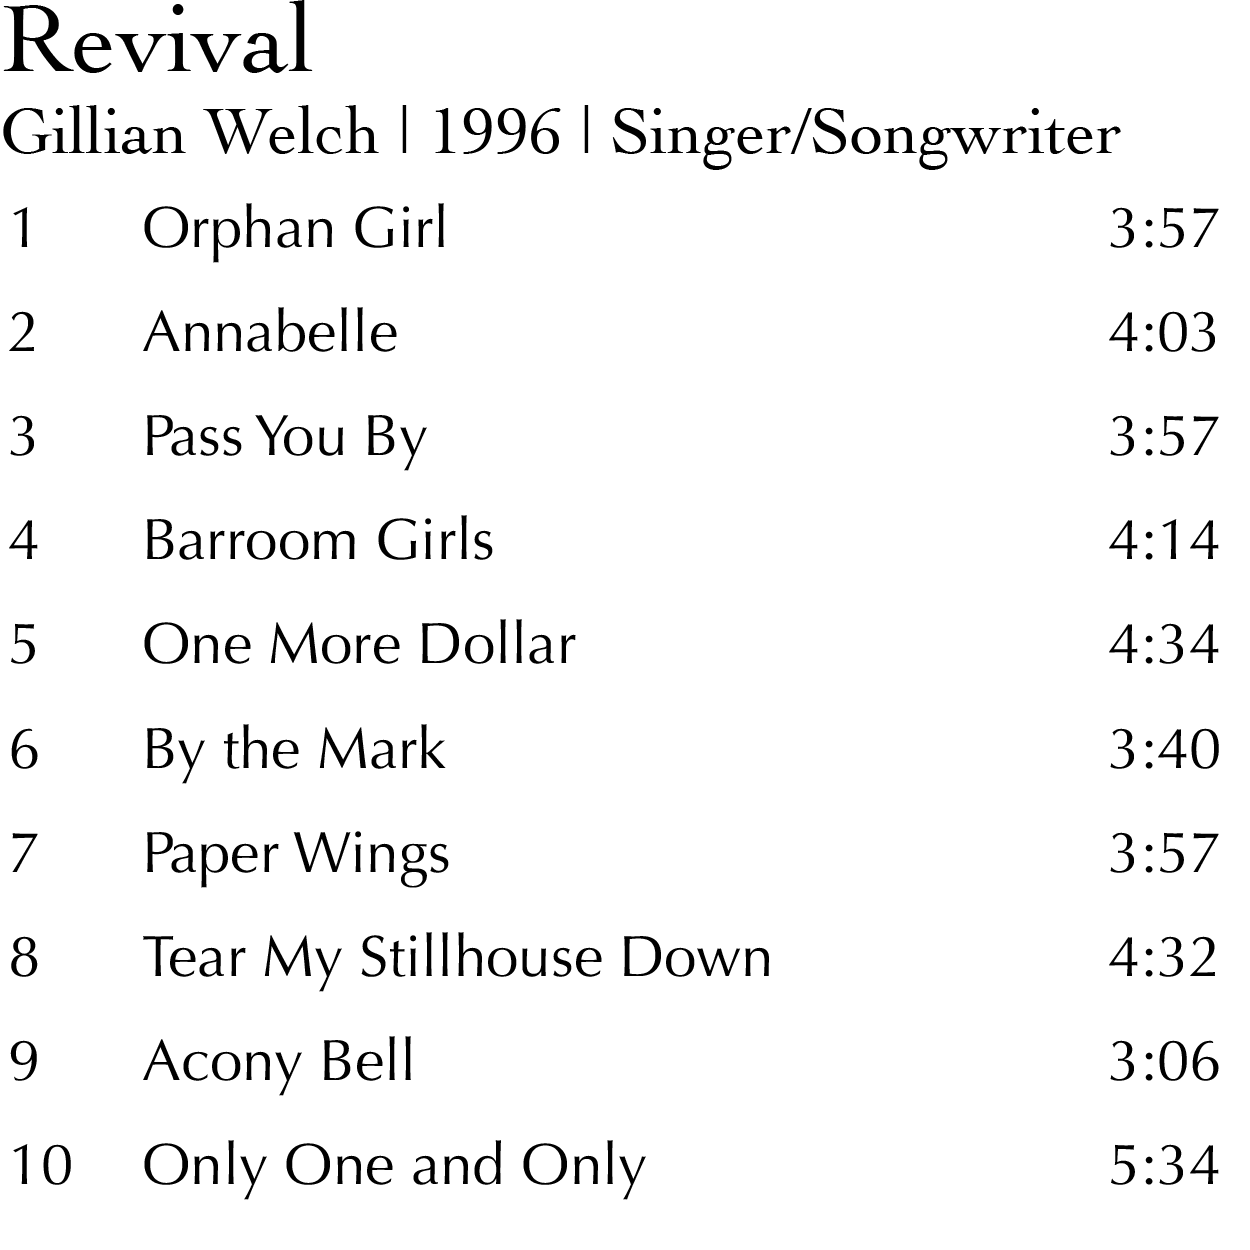 Revival
Gillian Welch | 1996 | Singer/Songwriter
1 Orphan Girl 3:57
2 Annabelle 4:03
3 Pass You By 3:57
4 Barroom Girls 4:14
5 One More Dollar 4:34
6 By the Mark 3:40
7 Paper Wings 3:57
8 Tear My Stillhouse Down 4:32
9 Acony Bell 3:06
10 Only One and Only 5:34